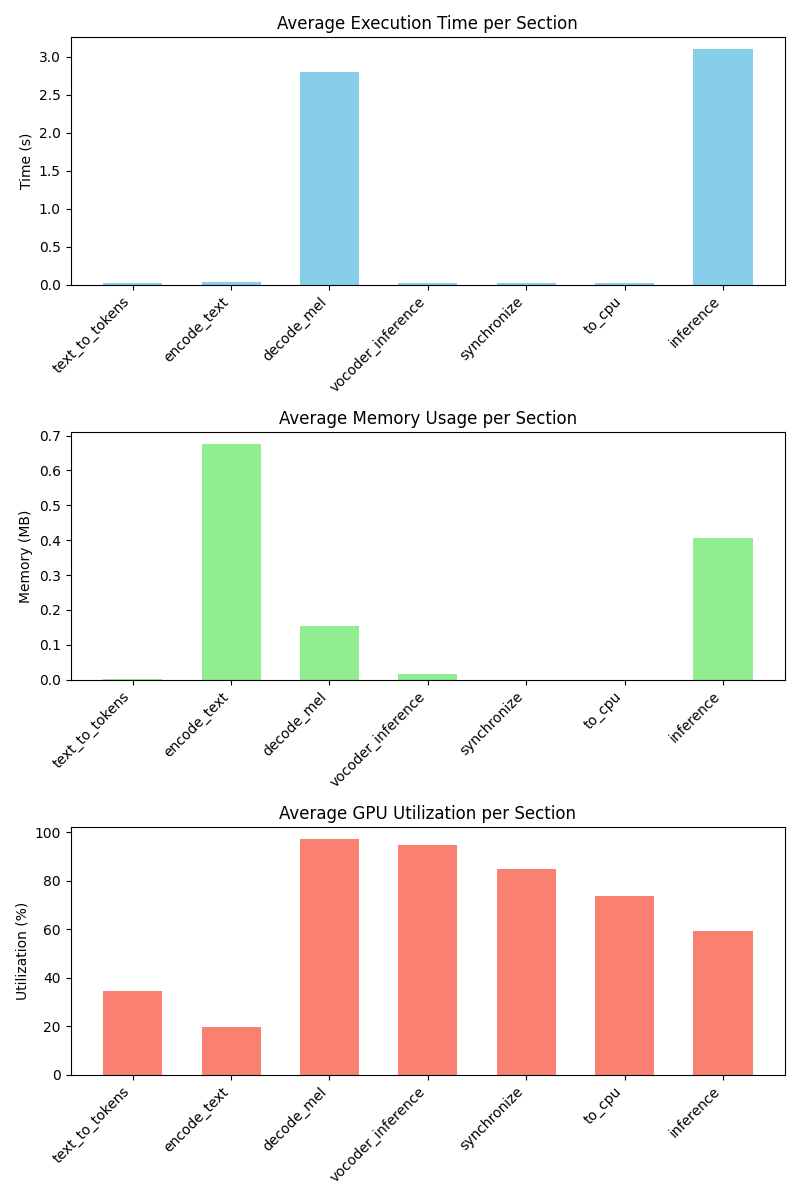 Average Execution Time per Section
Time (s)
3.0
2.5
2.0
1.5
1.0
0.5
0.0
text_to_tokens
encode_text
decode_mel
vocoder_inference
synchronize
to_cpu
inference
Average Memory Usage per Section
Memory (MB)
0.7
0.6
0.5
0.4
0.3
0.2
0.1
0.0
text_to_tokens
encode_text
decode_mel
vocoder_inference
synchronize
to_cpu
inference
Average GPU Utilization per Section
Utilization (%)
100
80
60
40
20
0
text_to_tokens
encode_text
decode_mel
vocoder_inference
synchronize
to_cpu
inference